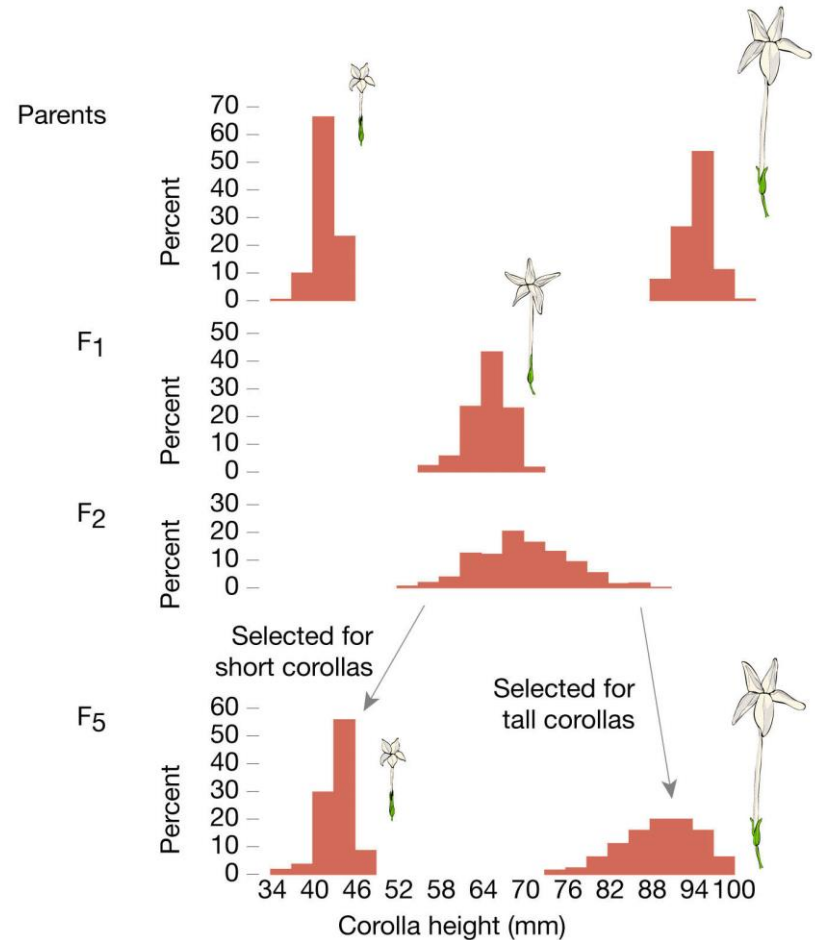 Parents
Percent
70
60
50
40
30
20
10
0
F1
Percent
50
40
30
20
10
0
F2
Percent
30
20
10
0
Selected for
short corollas
Selected for
tall corollas
F5
Percent
60
50
40
30
20
10
0
34 40 46 52 58 64 70 76 82 88 94 100
Corolla height (mm)